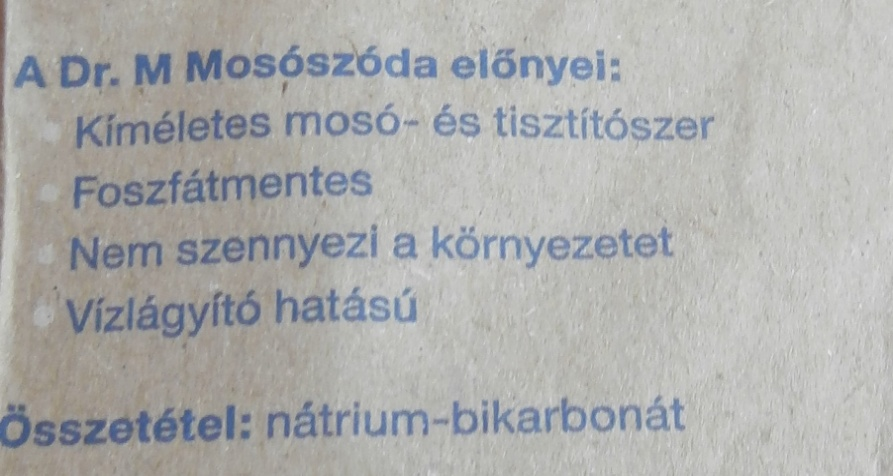 A Dr. M Mosószóda előnyei:
Kíméletes mosó- és tisztítószer
Foszfátmentes
Nem szennyezi a környezetet
Vízlágyító hatású
Összetétel: nátrium-bikarbonát